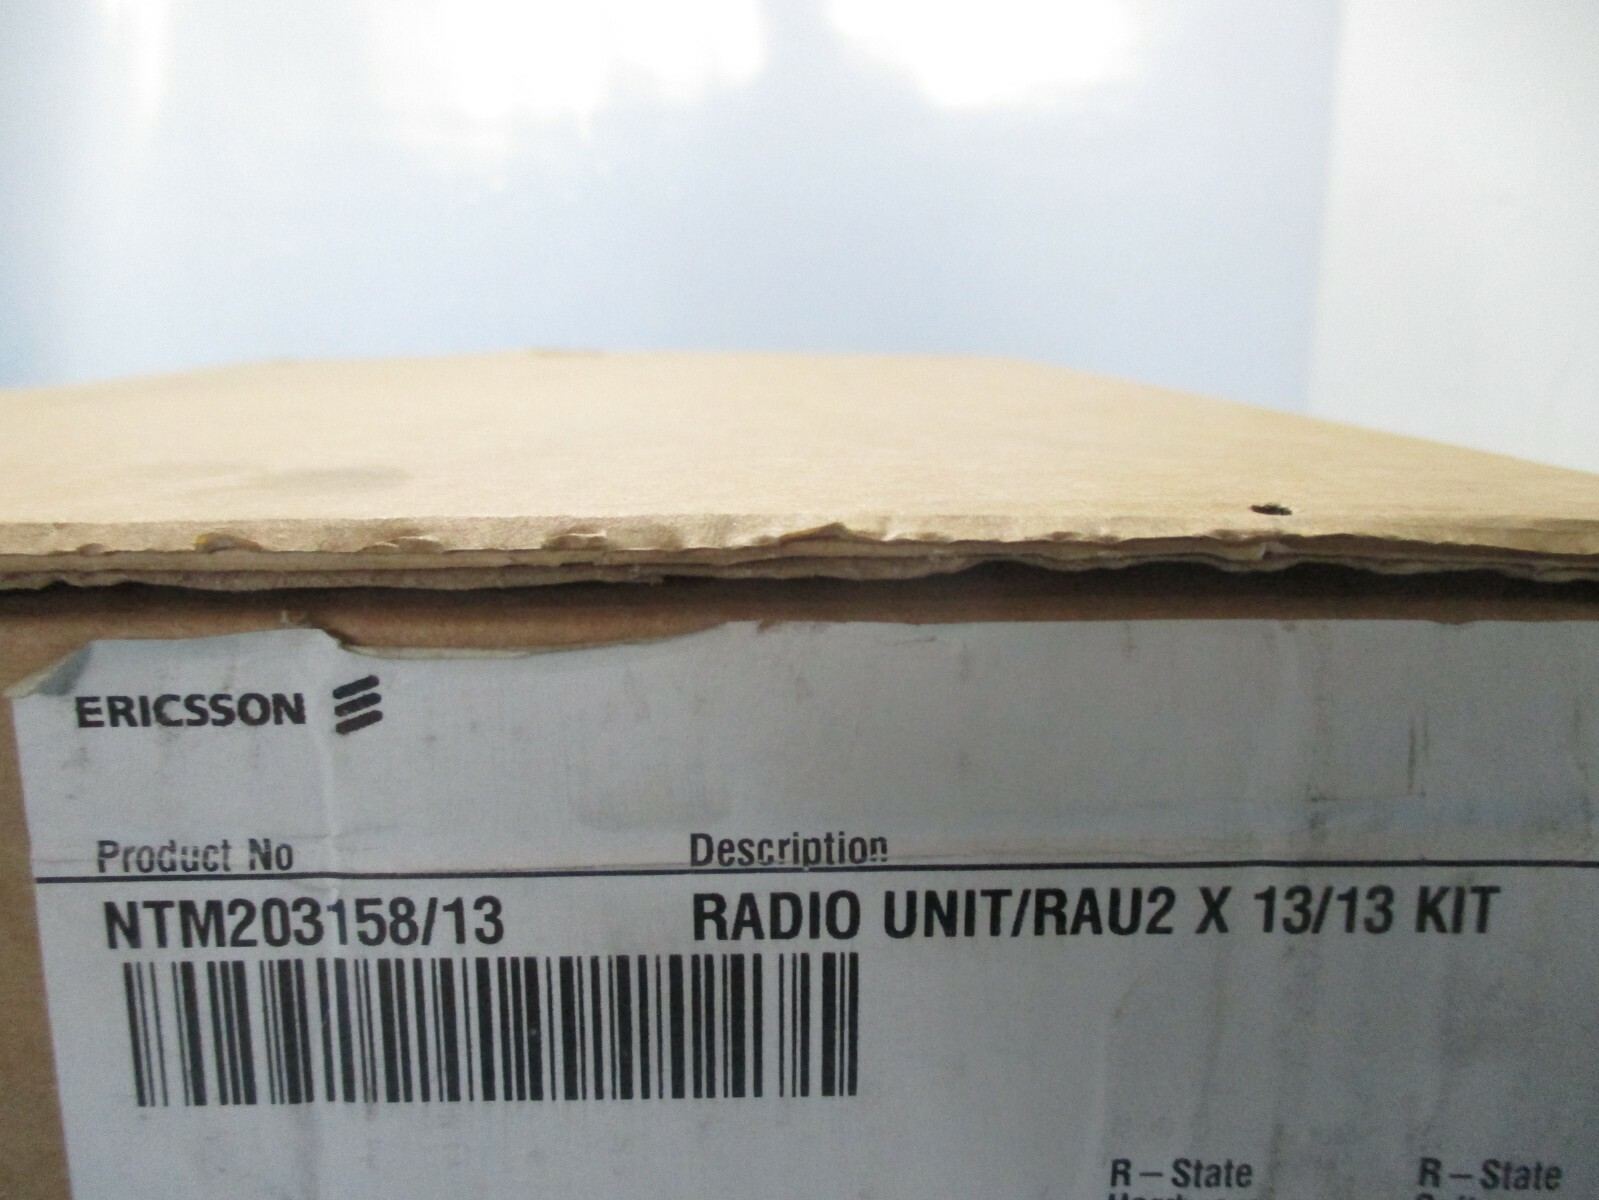 ERICSSON
Product No Description
NTM203158/13 RADIO UNIT/RAU2 X 13/13 KIT
R-State R-State